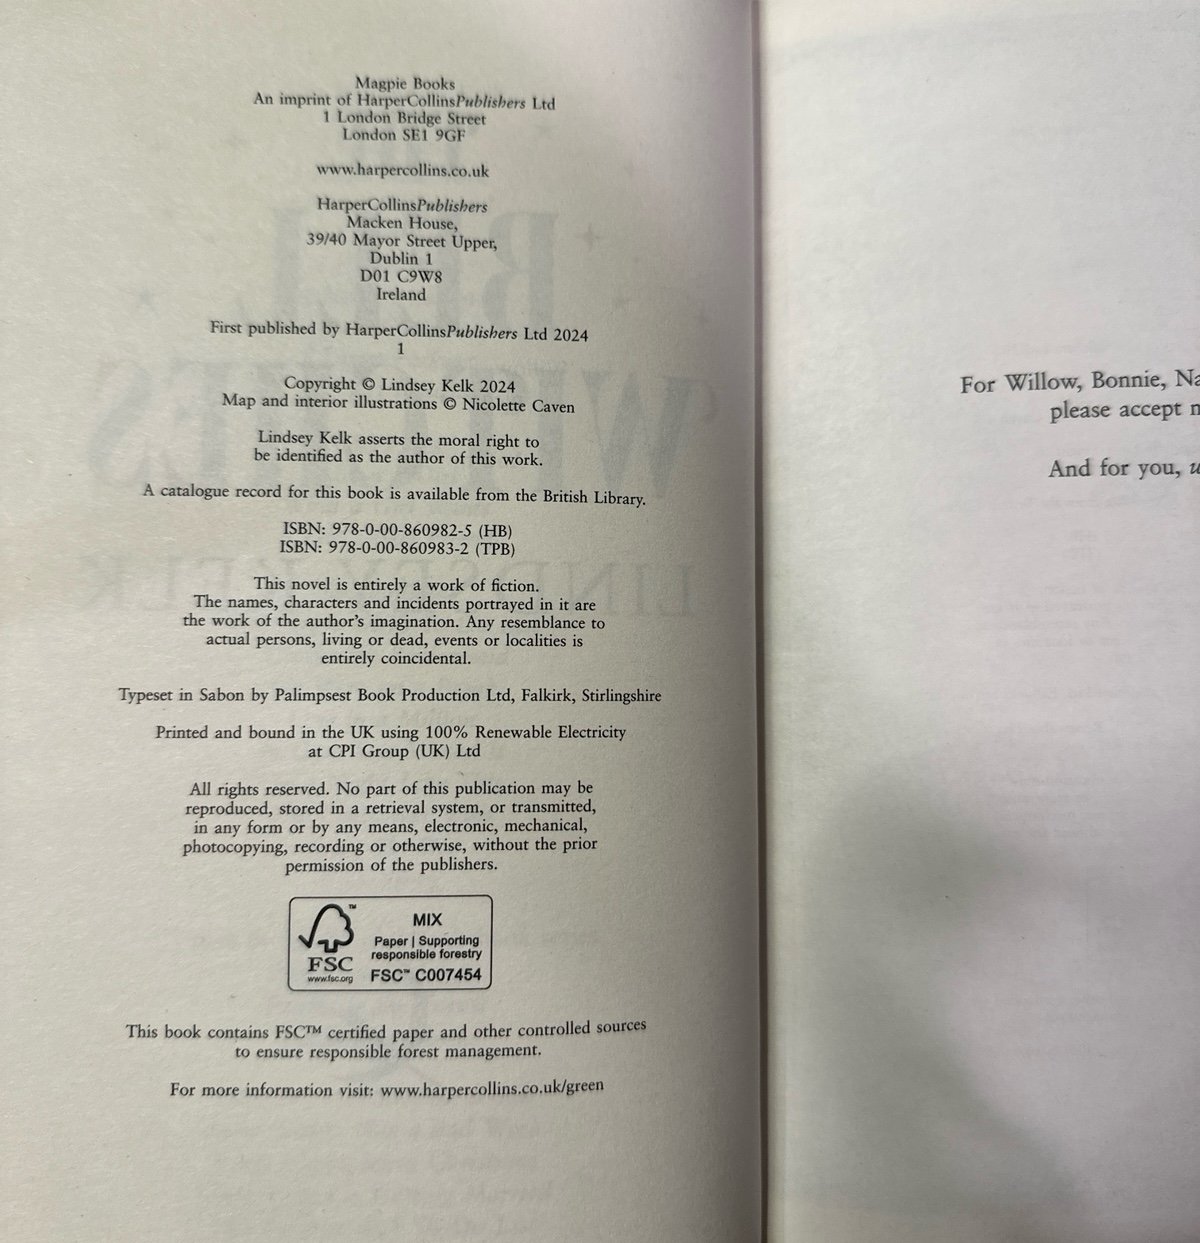 Magpie Books
An imprint of HarperCollinsPublishers Ltd
1 London Bridge Street
London SE1 9GF
www.harpercollins.co.uk
HarperCollinsPublishers
Macken House,
39/40 Mayor Street Upper,
Dublin 1
D01 C9W8
Ireland
First published by HarperCollinsPublishers Ltd 2024
1
Copyright © Lindsey Kelk 2024
Map and interior illustrations © Nicolette Caven
Lindsey Kelk asserts the moral right to
be identified as the author of this work.
A catalogue record for this book is available from the British Library.
ISBN: 978-0-00-860982-5 (HB)
ISBN: 978-0-00-860983-2 (TPB)
This novel is entirely a work of fiction.
The names, characters and incidents portrayed in it are
the work of the author's imagination. Any resemblance to
actual persons, living or dead, events or localities is
entirely coincidental.
Typeset in Sabon by Palimpsest Book Production Ltd, Falkirk, Stirlingshire
Printed and bound in the UK using 100% Renewable Electricity
at CPI Group (UK) Ltd
All rights reserved. No part of this publication may be
reproduced, stored in a retrieval system, or transmitted,
in any form or by any means, electronic, mechanical,
photocopying, recording or otherwise, without the prior
permission of the publishers.
FSC™
www.fsc.org
MIX
Paper | Supporting
responsible forestry
FSC™ C007454
This book contains FSC™ certified paper and other controlled sources
to ensure responsible forest management.
For more information visit: www.harpercollins.co.uk/green
For Willow, Bonnie,
please accept
And for you,